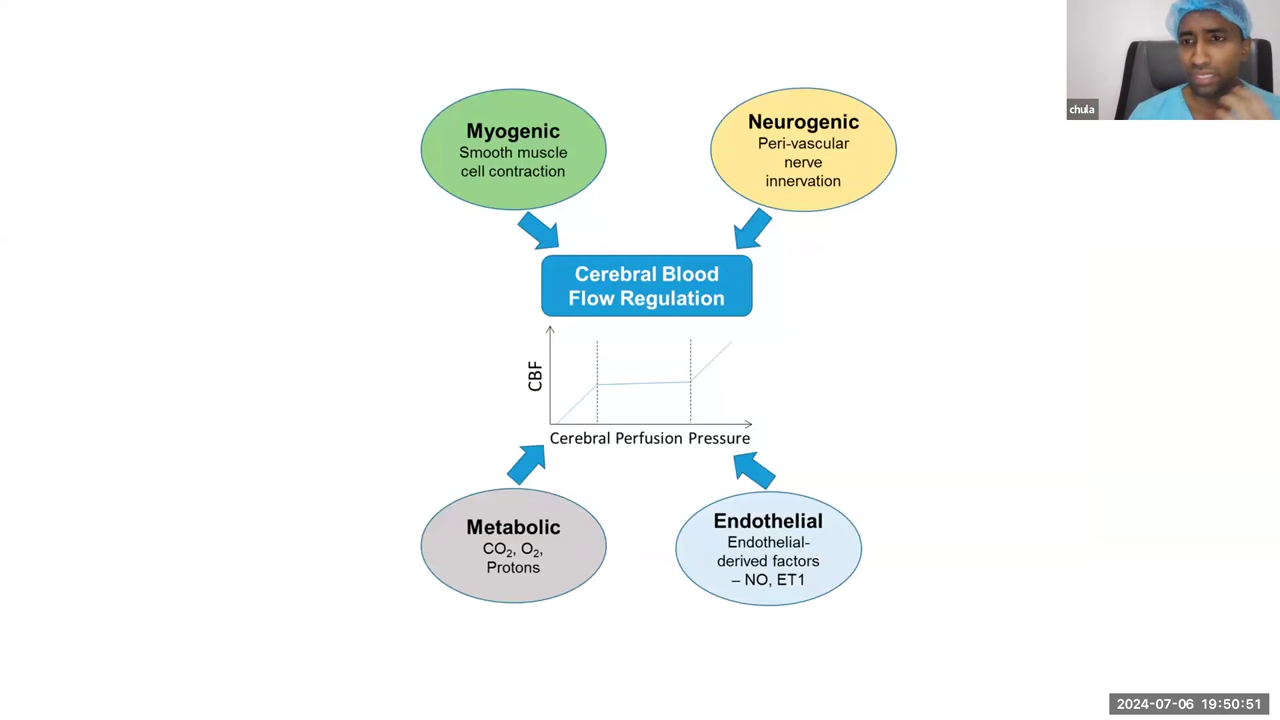 chula
Myogenic
Smooth muscle
cell contraction
Neurogenic
Peri-vascular
nerve
innervation
Cerebral Blood
Flow Regulation
CBF
Cerebral Perfusion Pressure
Metabolic
CO₂, O₂,
Protons
Endothelial
Endothelial-
derived factors
– NO, ET1
2024-07-06 19:50:51